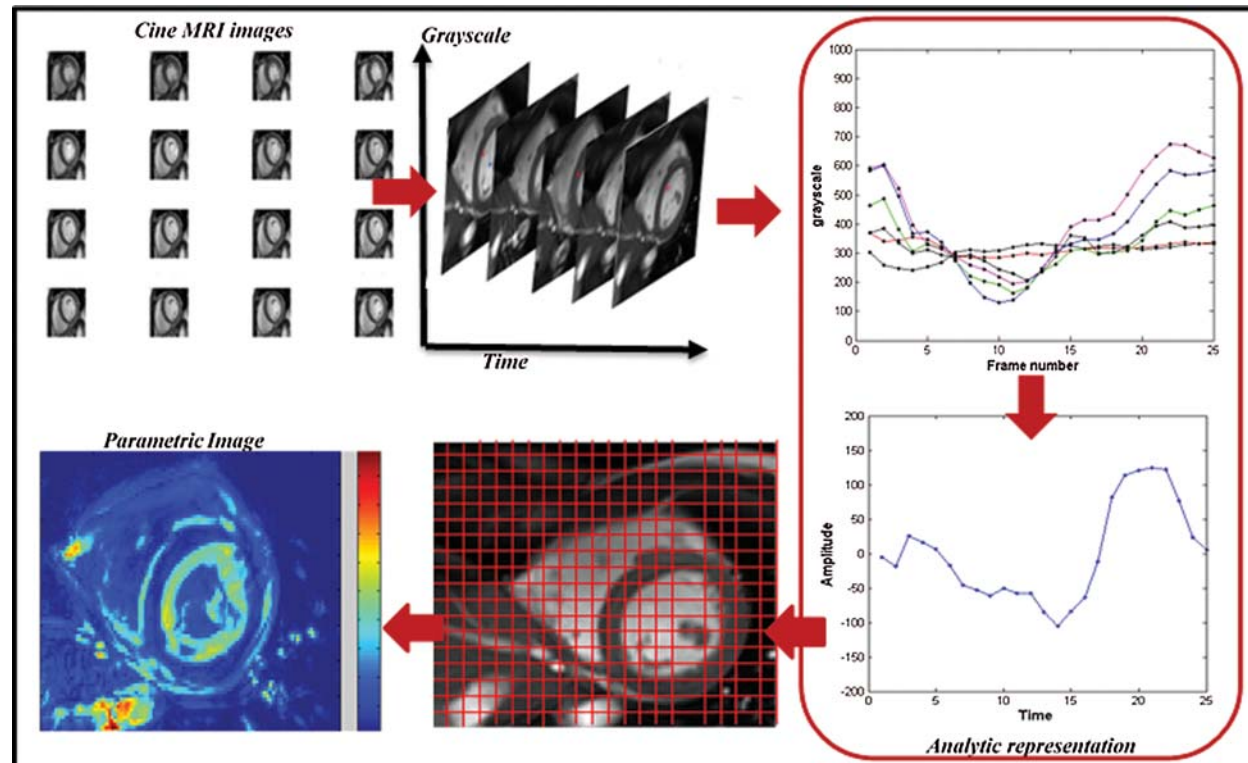 Cine MRI images
Grayscale
Time
1000
900
800
700
600
500
400
300
200
100
0
grayscale
0 5 10 15 20 25
Frame number
200
150
100
50
0
-50
-100
-150
-200
Amplitude
0 5 10 15 20 25
Time
Analytic representation
Parametric Image